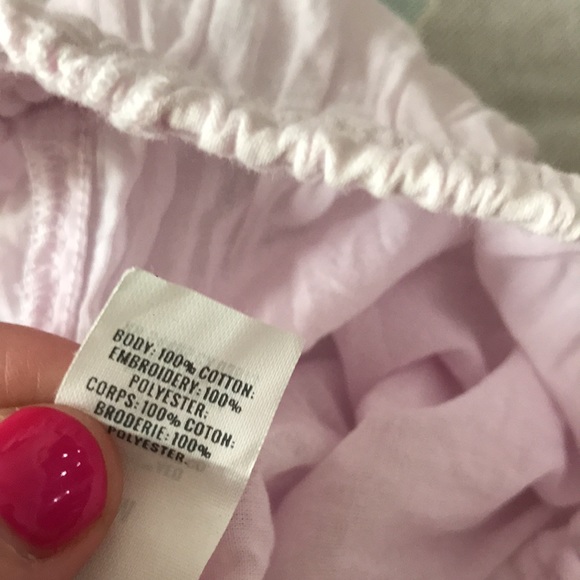 BODY: 100% COTTON:
EMBROIDERY: 100%
POLYESTER:
CORPS: 100% COTON:
BRODERIE: 100%
POLYESTER.